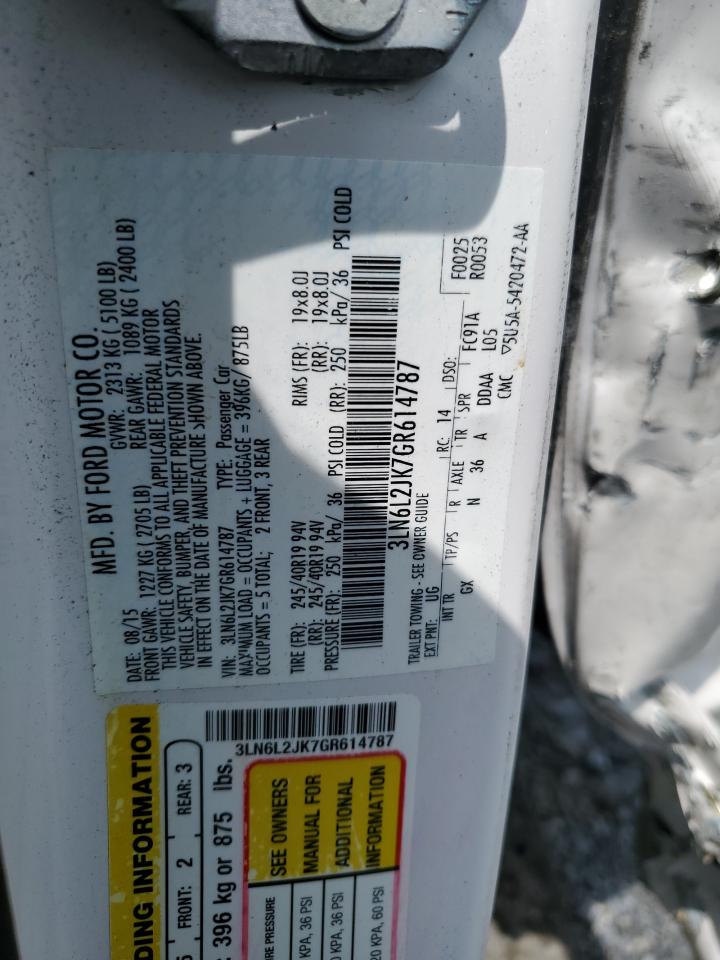 MFD. BY FORD MOTOR CO.
DATE: 08/15 GVWR: 2313 KG ( 5100 LB)
FRONT GAWR: 1227 KG ( 2705 LB) REAR GAWR: 1089 KG ( 2400 LB)
THIS VEHICLE CONFORMS TO ALL APPLICABLE FEDERAL MOTOR
VEHICLE SAFETY, BUMPER, AND THEFT PREVENTION STANDARDS
IN EFFECT ON THE DATE OF MANUFACTURE SHOWN ABOVE.
VIN: 3LN6L2JK7GR614787 TYPE: Passenger Car
MAXIMUM LOAD = OCCUPANTS + LUGGAGE = 396KG/ 875LB
OCCUPANTS = 5 TOTAL; 2 FRONT, 3 REAR
TIRE (FR): 245/40R19 94V RIMS (FR): 19x8.0J
(RR): 245/40R19 94V (RR): 19x8.0J
PRESSURE (FR): 250 kPa/ 36 PSI COLD (RR): 250 kPa/ 36 PSI COLD
3LN6L2JK7GR614787
TRAILER TOWING - SEE OWNER GUIDE
EXT PNT: UG RC: 14 DSO: FC91A F0025
R0053
INT TR TP/PS R AXLE TR SPR
GX N 36 A DDAA L05
CMC ▽5U5A-5420472-AA
DING INFORMATION
FRONT: 2 REAR: 3
396 kg or 875 lbs.
3LN6L2JK7GR614787
SEE OWNERS
MANUAL FOR
ADDITIONAL
INFORMATION
PRESSURE
KPA, 36 PSI
KPA, 36 PSI
20 KPA, 60 PSI